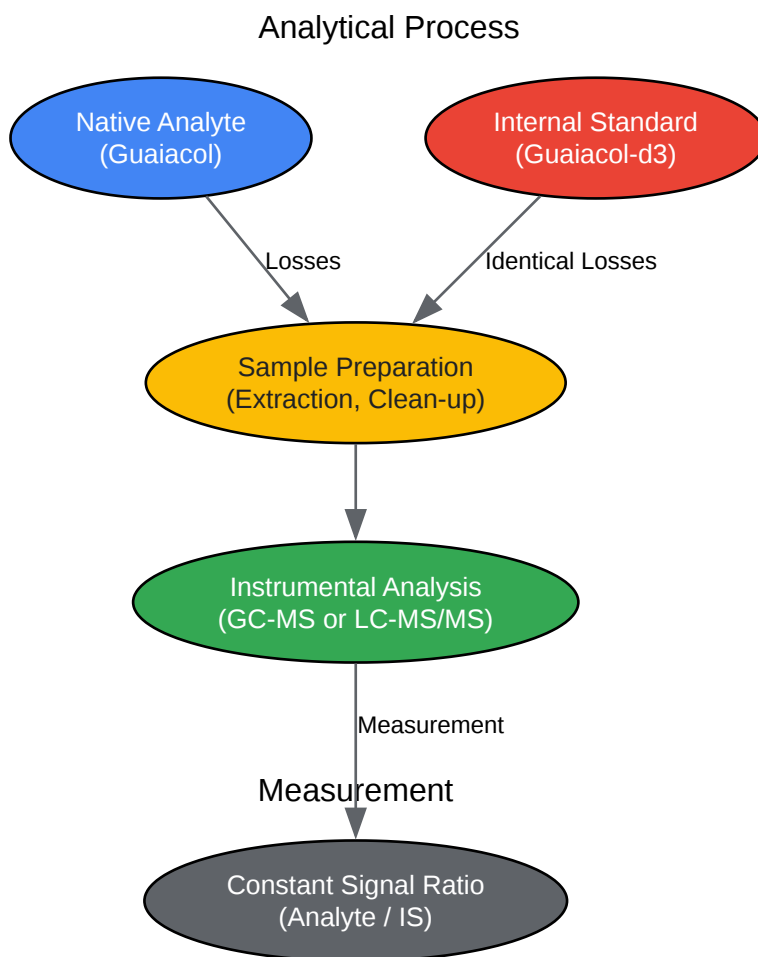 Analytical Process
Native Analyte
(Guaiacol)
Internal Standard
(Guaiacol-d3)
Losses
Identical Losses
Sample Preparation
(Extraction, Clean-up)
Instrumental Analysis
(GC-MS or LC-MS/MS)
Measurement
Measurement
Constant Signal Ratio
(Analyte / IS)